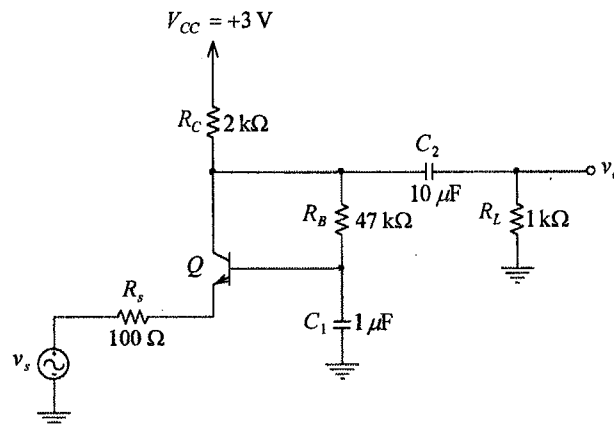 V_CC = +3 V
R_C 2 kΩ
C_2
10 μF
v_o
R_B 47 kΩ
R_L 1 kΩ
Q
R_s
100 Ω
C_1 1 μF
v_s